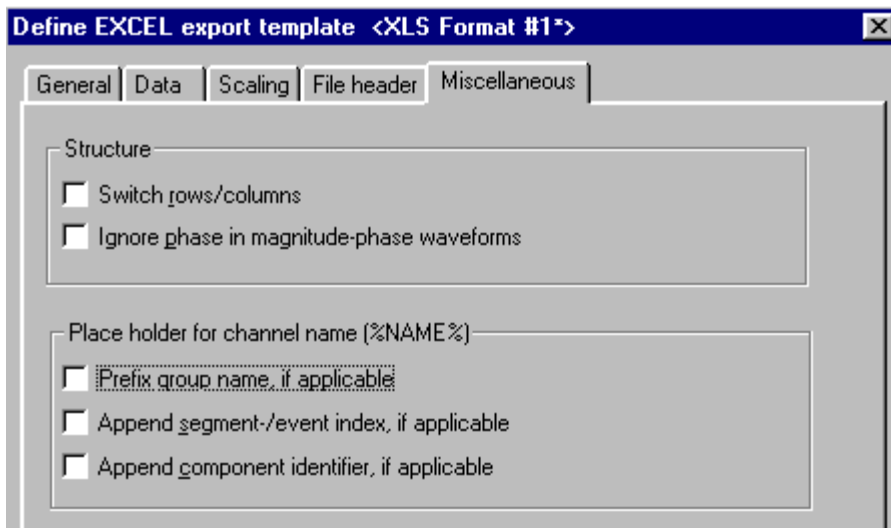 Define EXCEL export template <XLS Format #1*>
General Data Scaling File header Miscellaneous
Structure
Switch rows/columns
Ignore phase in magnitude-phase waveforms
Place holder for channel name (%NAME%)
Prefix group name, if applicable
Append segment-/event index, if applicable
Append component identifier, if applicable